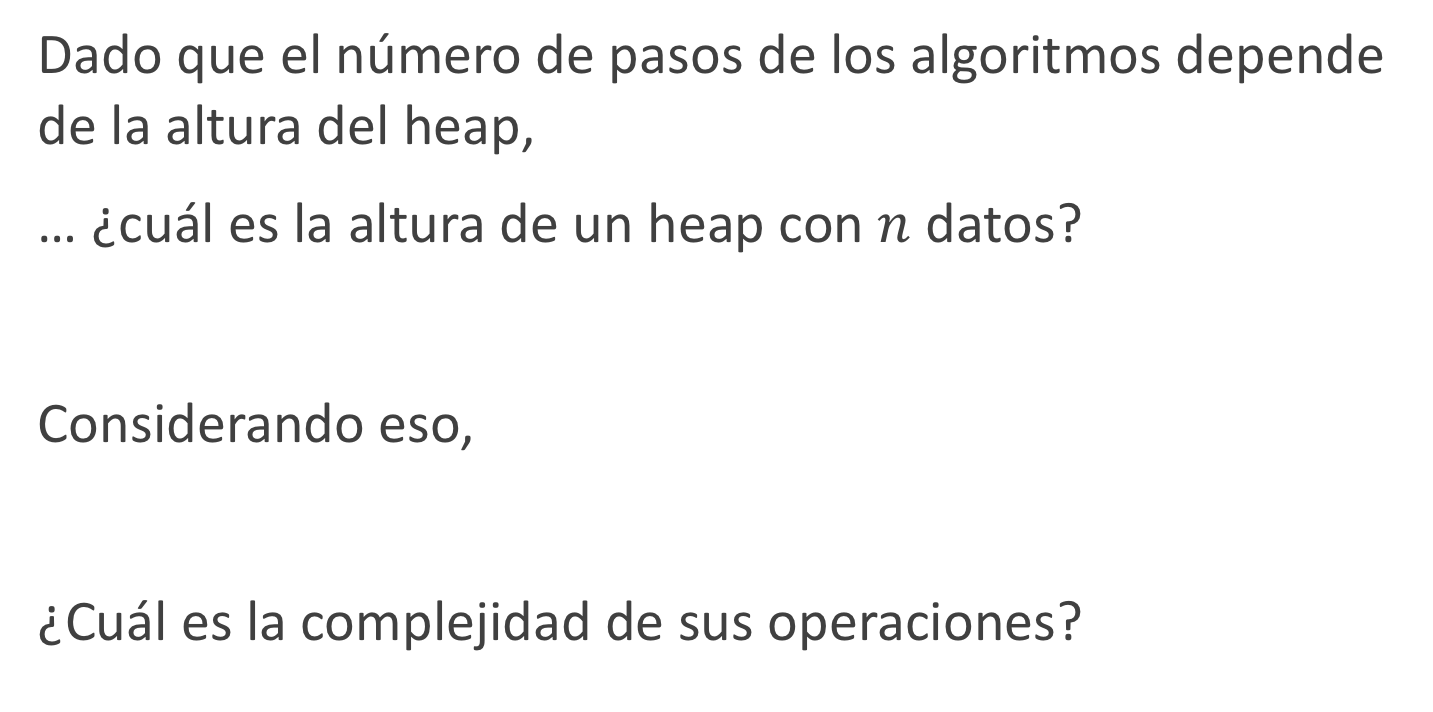 Dado que el número de pasos de los algoritmos depende
de la altura del heap,
... ¿cuál es la altura de un heap con n datos?
Considerando eso,
¿Cuál es la complejidad de sus operaciones?